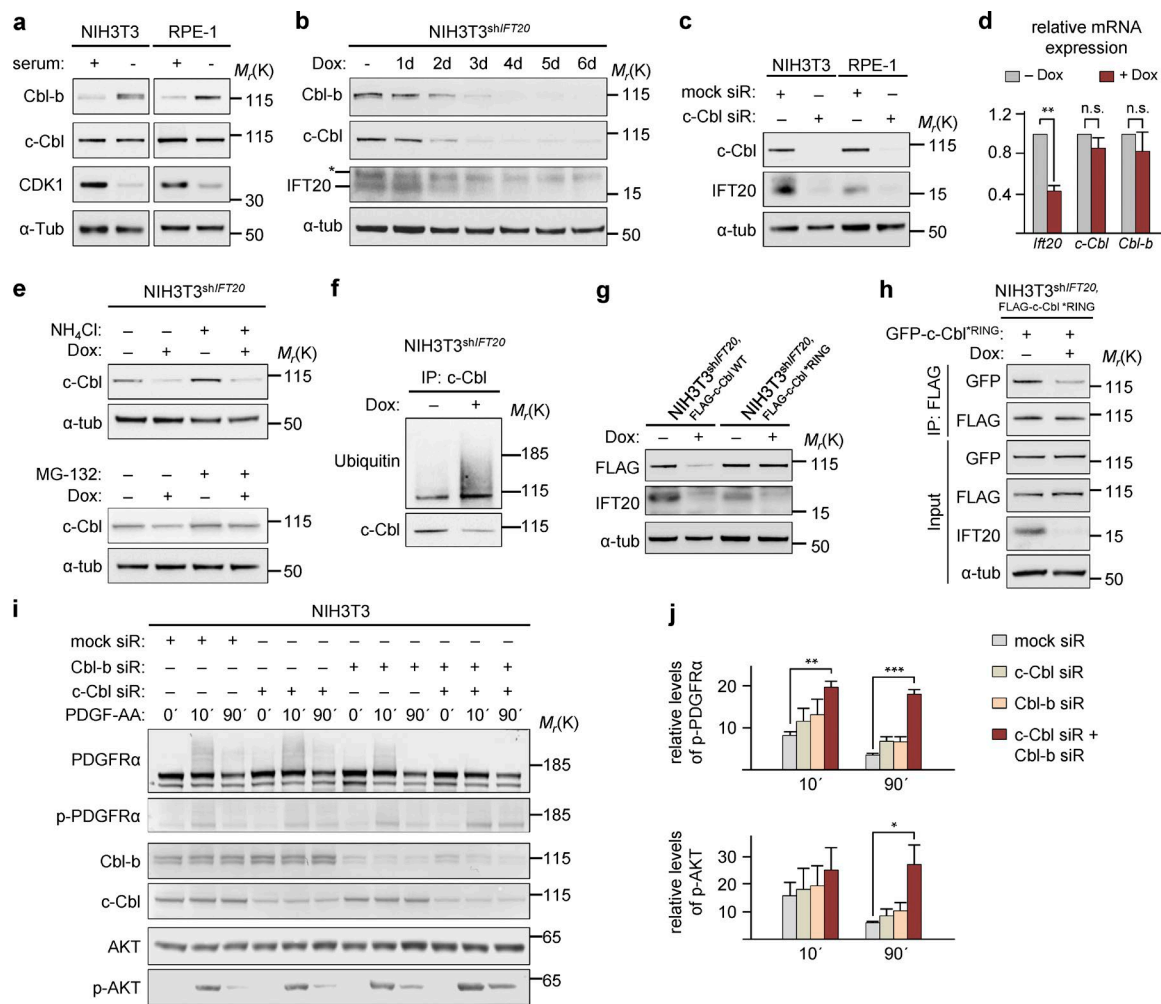 a
NIH3T3 RPE-1
serum: + - + - Mr(K)
Cbl-b 115
c-Cbl 115
CDK1 30
α-Tub 50
b
NIH3T3shIFT20
Dox: - 1d 2d 3d 4d 5d 6d Mr(K)
Cbl-b 115
c-Cbl 115
*
IFT20 15
α-tub 50
c
NIH3T3 RPE-1
mock siR: + - + - Mr(K)
c-Cbl siR: - + - +
c-Cbl 115
IFT20 15
α-tub 50
d
relative mRNA
expression
– Dox + Dox
** n.s. n.s.
1.2
0.8
0.4
Ift20 c-Cbl Cbl-b
e
NIH3T3shIFT20
NH4Cl: – – + +
Dox: – + – + Mr(K)
c-Cbl 115
α-tub 50
MG-132: – – + +
Dox: – + – +
c-Cbl 115
α-tub 50
f
NIH3T3shIFT20
IP: c-Cbl
Dox: – + Mr(K)
185
Ubiquitin
115
c-Cbl 115
g
NIH3T3shIFT20,
FLAG-c-Cbl WT
NIH3T3shIFT20,
FLAG-c-Cbl *RING
Dox: – + – + Mr(K)
FLAG 115
IFT20 15
α-tub 50
h
NIH3T3shIFT20,
FLAG-c-Cbl *RING
GFP-c-Cbl*RING + +
Dox: – + Mr(K)
IP: FLAG
GFP 115
FLAG 115
Input
GFP 115
FLAG 115
IFT20 15
α-tub 50
i
NIH3T3
mock siR: + + + – – – – – – – – –
Cbl-b siR: – – – – – – + + + + + +
c-Cbl siR: – – – + + + – – – + + +
PDGF-AA: 0´ 10´ 90´ 0´ 10´ 90´ 0´ 10´ 90´ 0´ 10´ 90´ Mr(K)
PDGFRα 185
p-PDGFRα 185
Cbl-b 115
c-Cbl 115
AKT 65
p-AKT 65
j
relative levels
of p-PDGFRα
20
10
** ***
10´ 90´
relative levels
of p-AKT
30
20
10
*
10´ 90´
mock siR
c-Cbl siR
Cbl-b siR
c-Cbl siR +
Cbl-b siR